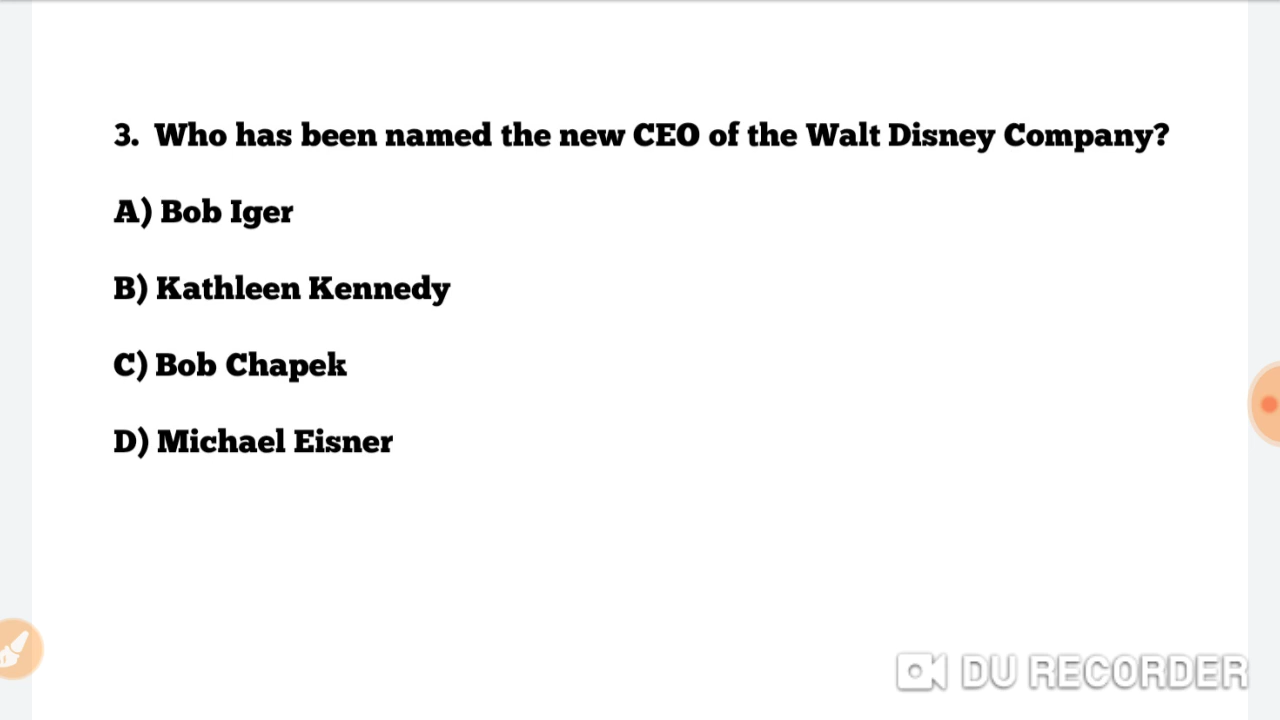 3. Who has been named the new CEO of the Walt Disney Company?
A) Bob Iger
B) Kathleen Kennedy
C) Bob Chapek
D) Michael Eisner
DU RECORDER